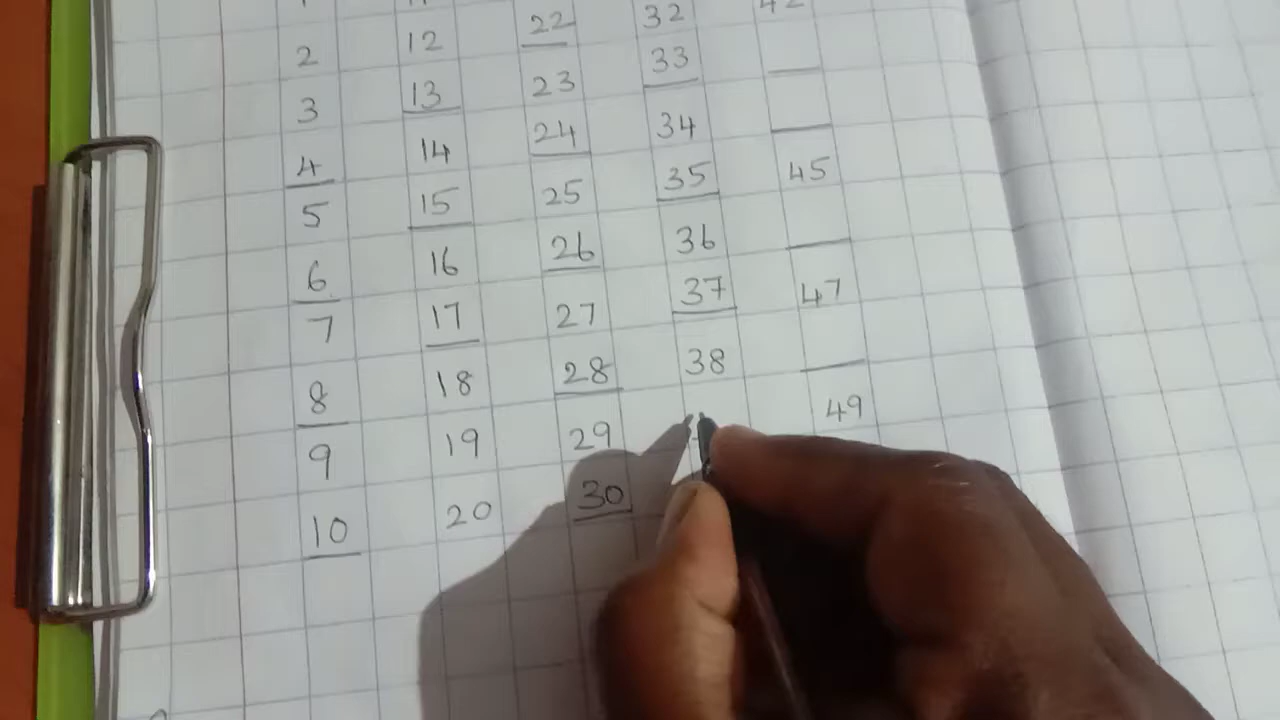 12 22 32 42
2 13 23 33
3 14 24 34
4 15 25 35 45
5 16 26 36
6 17 27 37 47
7 18 28 38
8 19 29 49
9 20 30
10